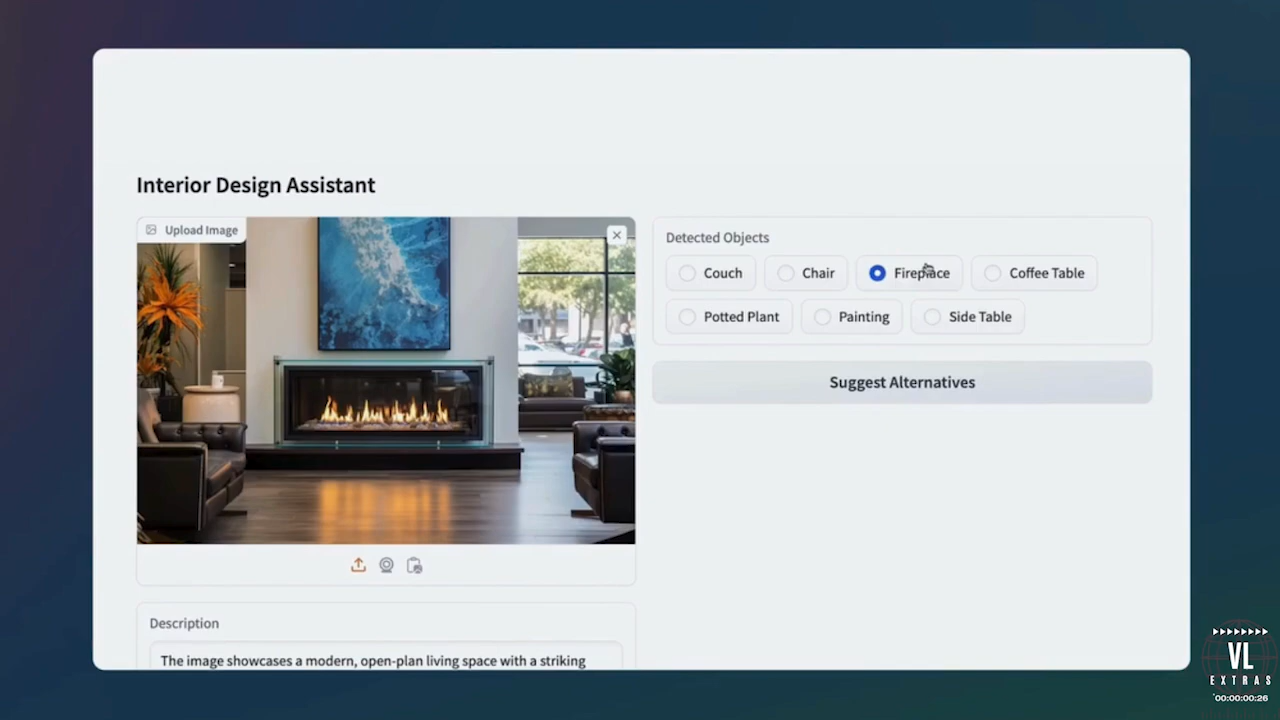 Interior Design Assistant
Upload Image
Detected Objects
Couch
Chair
Fireplace
Coffee Table
Potted Plant
Painting
Side Table
Suggest Alternatives
Description
The image showcases a modern, open-plan living space with a striking
VL
EXTRAS
00:00:00:26